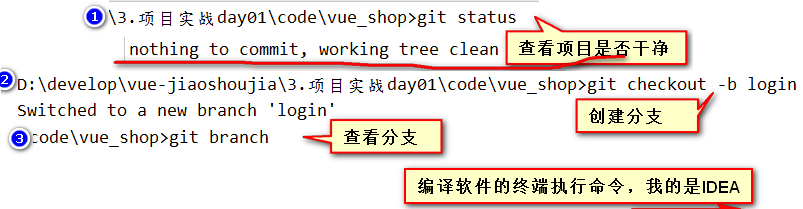 1 \3.项目实战day01\code\vue_shop>git status
nothing to commit, working tree clean
查看项目是否干净
2 D:\develop\vue-jiaoshoujia\3.项目实战day01\code\vue_shop>git checkout -b login
Switched to a new branch 'login'
创建分支
3 code\vue_shop>git branch
查看分支
编译软件的终端执行命令，我的是IDEA